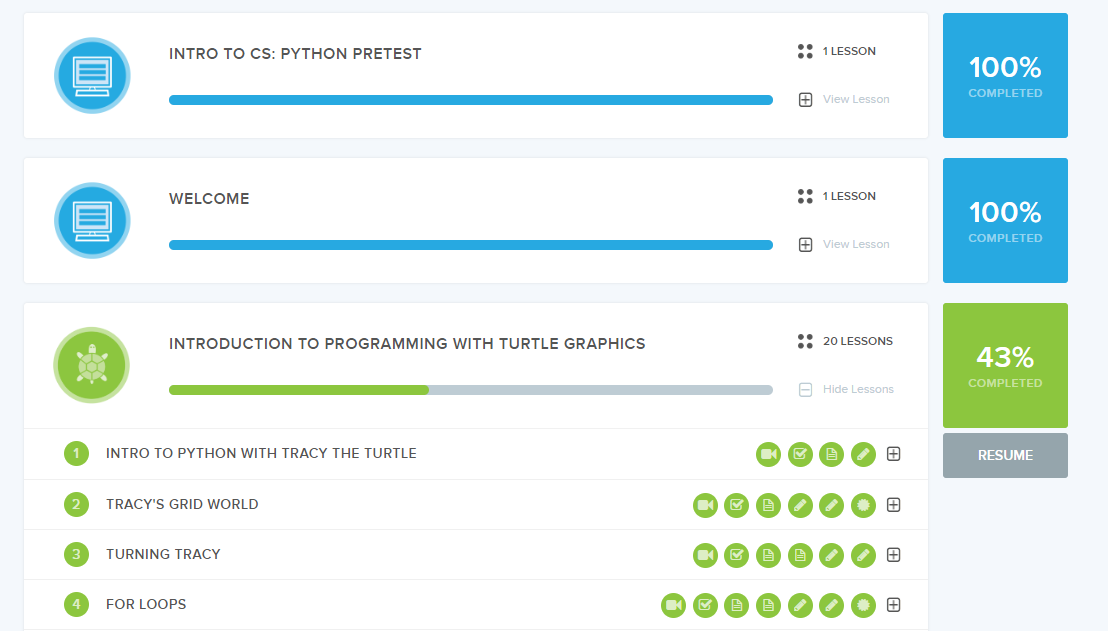 INTRO TO CS: PYTHON PRETEST
1 LESSON
View Lesson
100%
COMPLETED
WELCOME
1 LESSON
View Lesson
100%
COMPLETED
INTRODUCTION TO PROGRAMMING WITH TURTLE GRAPHICS
20 LESSONS
Hide Lessons
43%
COMPLETED
RESUME
1 INTRO TO PYTHON WITH TRACY THE TURTLE
2 TRACY'S GRID WORLD
3 TURNING TRACY
4 FOR LOOPS